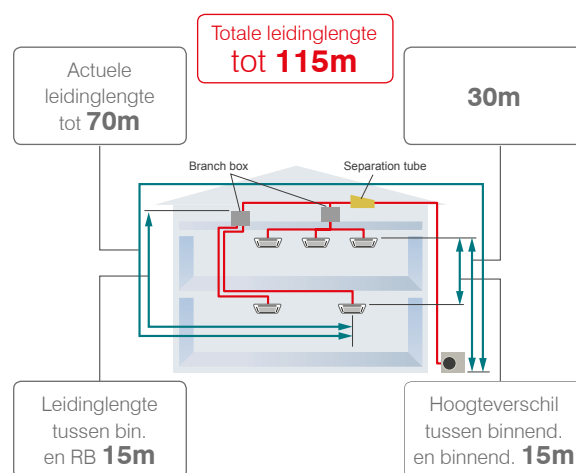 Totale leidinglengte
tot 115m
Actuele
leidinglengte
tot 70m
30m
Branch box
Separation tube
Leidinglengte
tussen bin.
en RB 15m
Hoogteverschil
tussen binnend.
en binnend. 15m